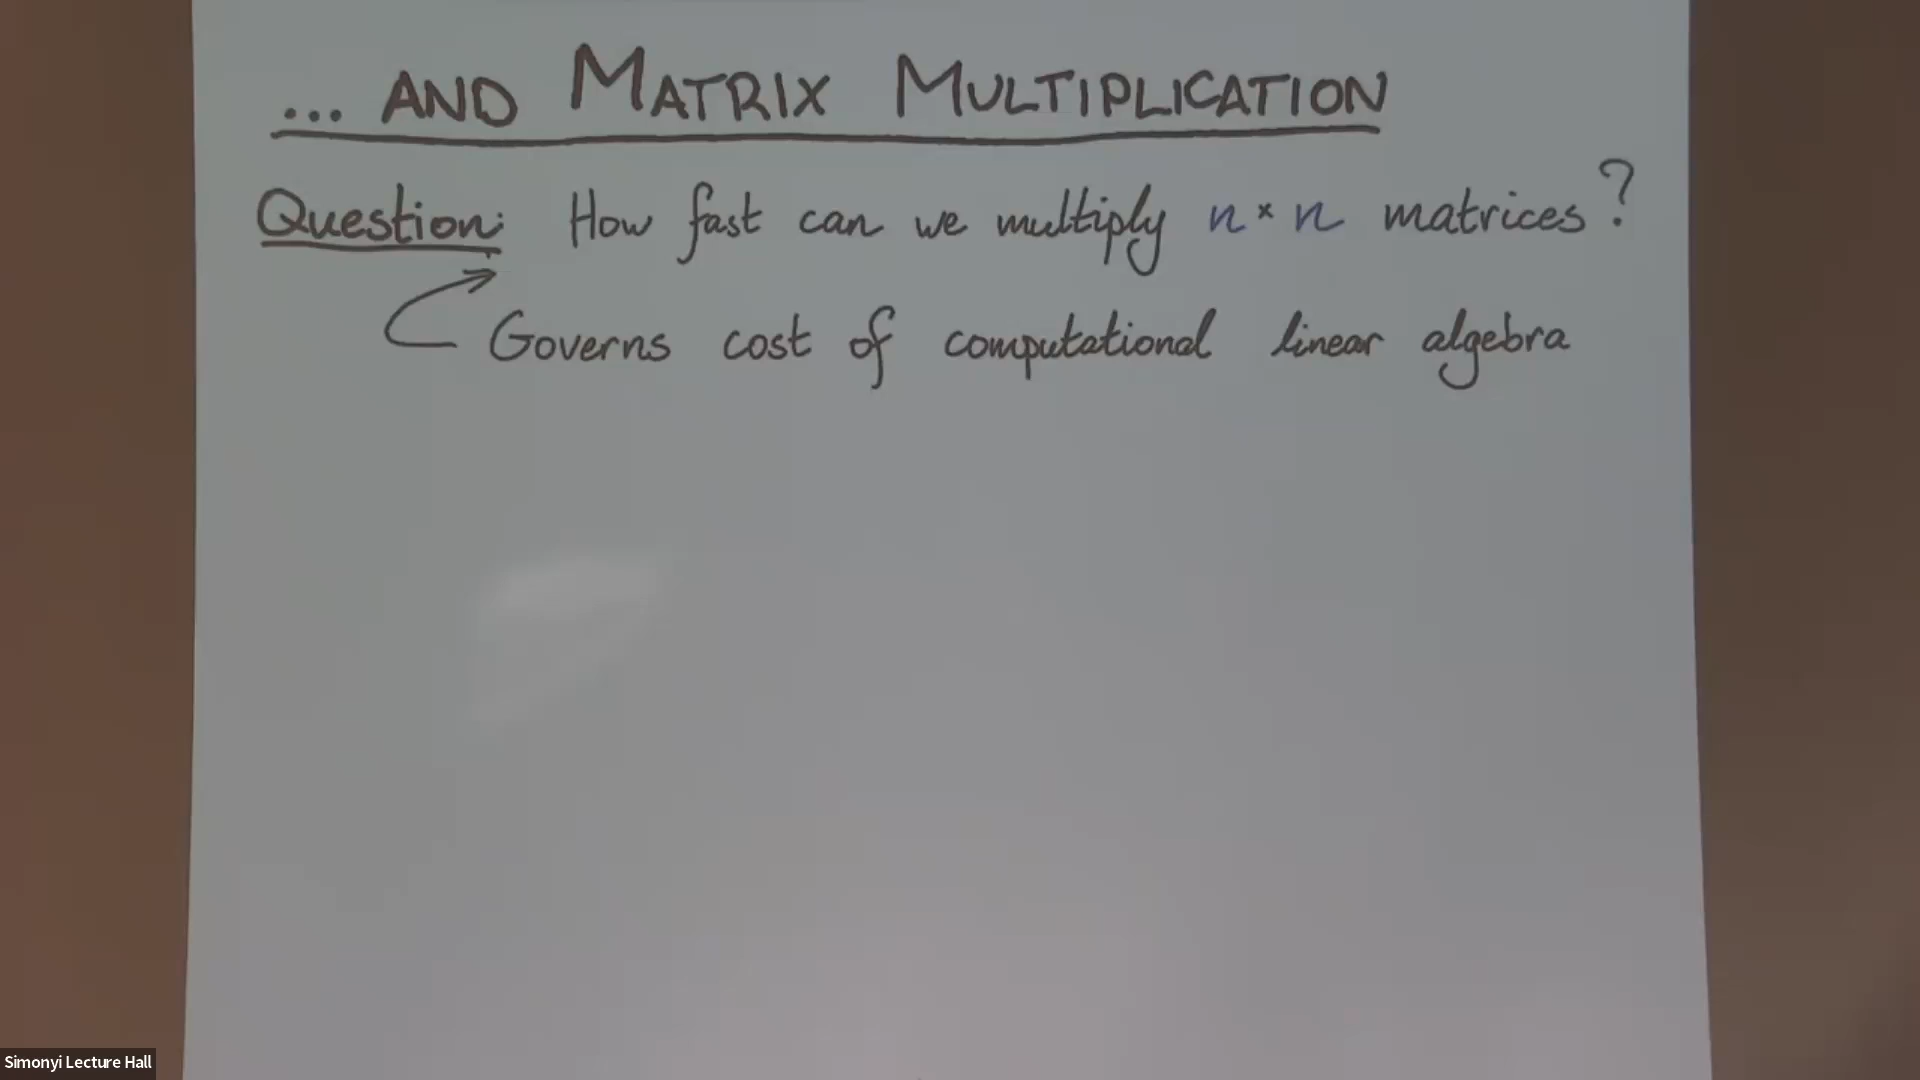 ... AND MATRIX MULTIPLICATION
Question: How fast can we multiply n × n matrices?
Governs cost of computational linear algebra
Simonyi Lecture Hall